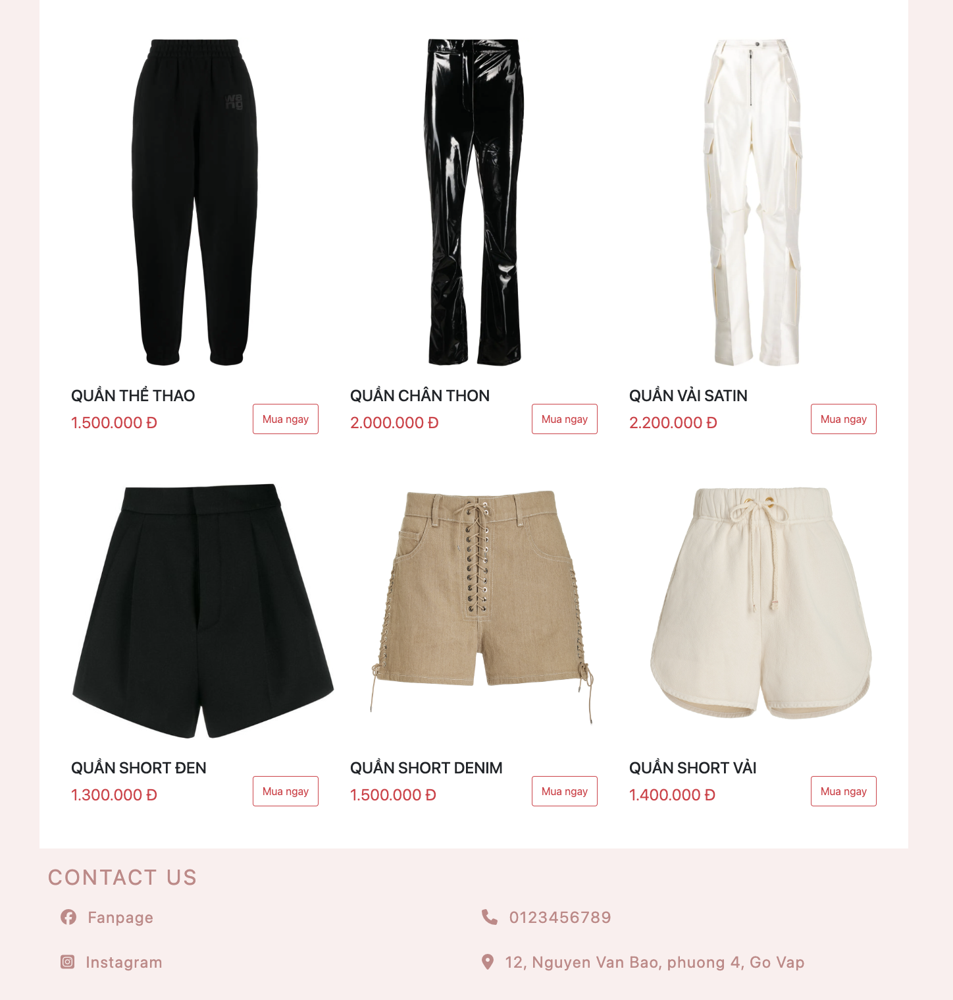 wa
ng
QUẦN THỂ THAO
1.500.000 Đ
Mua ngay
QUẦN CHÂN THON
2.000.000 Đ
Mua ngay
QUẦN VẢI SATIN
2.200.000 Đ
Mua ngay
QUẦN SHORT ĐEN
1.300.000 Đ
Mua ngay
QUẦN SHORT DENIM
1.500.000 Đ
Mua ngay
QUẦN SHORT VẢI
1.400.000 Đ
Mua ngay
CONTACT US
Fanpage
0123456789
Instagram
12, Nguyen Van Bao, phuong 4, Go Vap